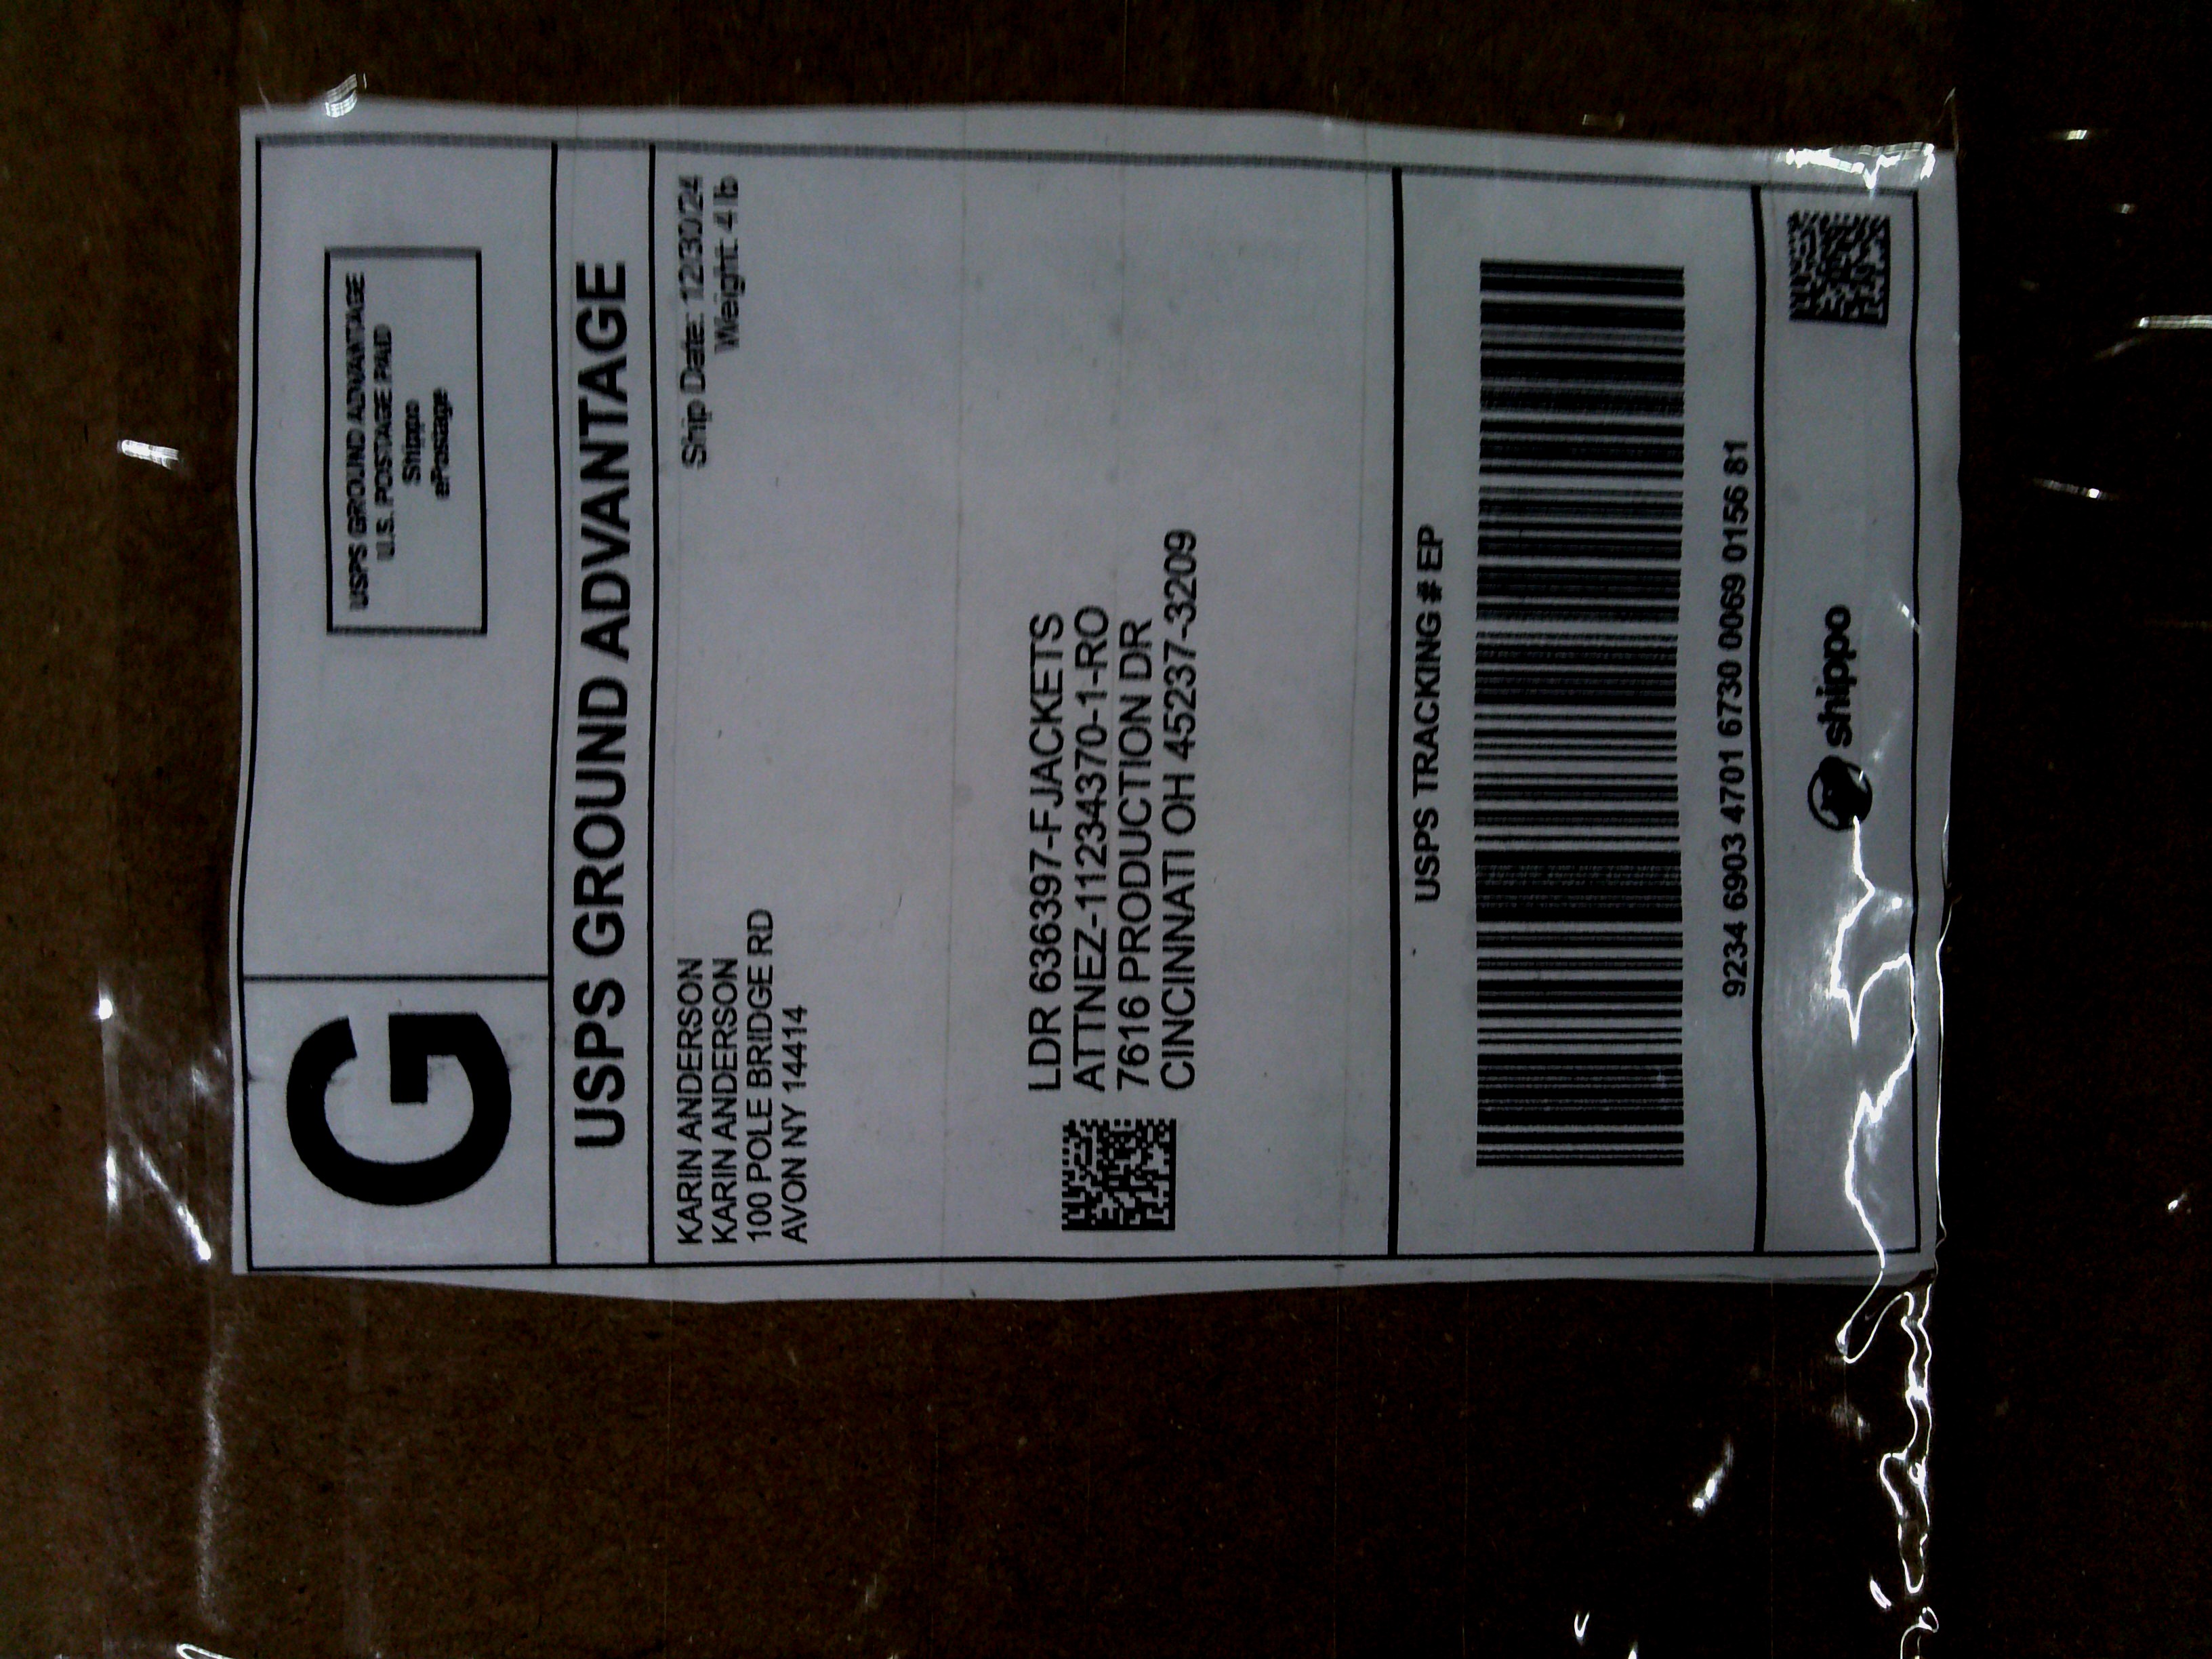 G
USPS GROUND ADVANTAGE
U.S. POSTAGE PAID
Shippo
ePostage
USPS GROUND ADVANTAGE
Ship Date: 12/30/24
Weight: 4 lb
KARIN ANDERSON
KARIN ANDERSON
100 POLE BRIDGE RD
AVON NY 14414
LDR 636397-FJACKETS
ATTNEZ-11234370-1-RO
7616 PRODUCTION DR
CINCINNATI OH 45237-3209
USPS TRACKING # EP
9234 6903 4701 6730 0069 0156 81
shippo